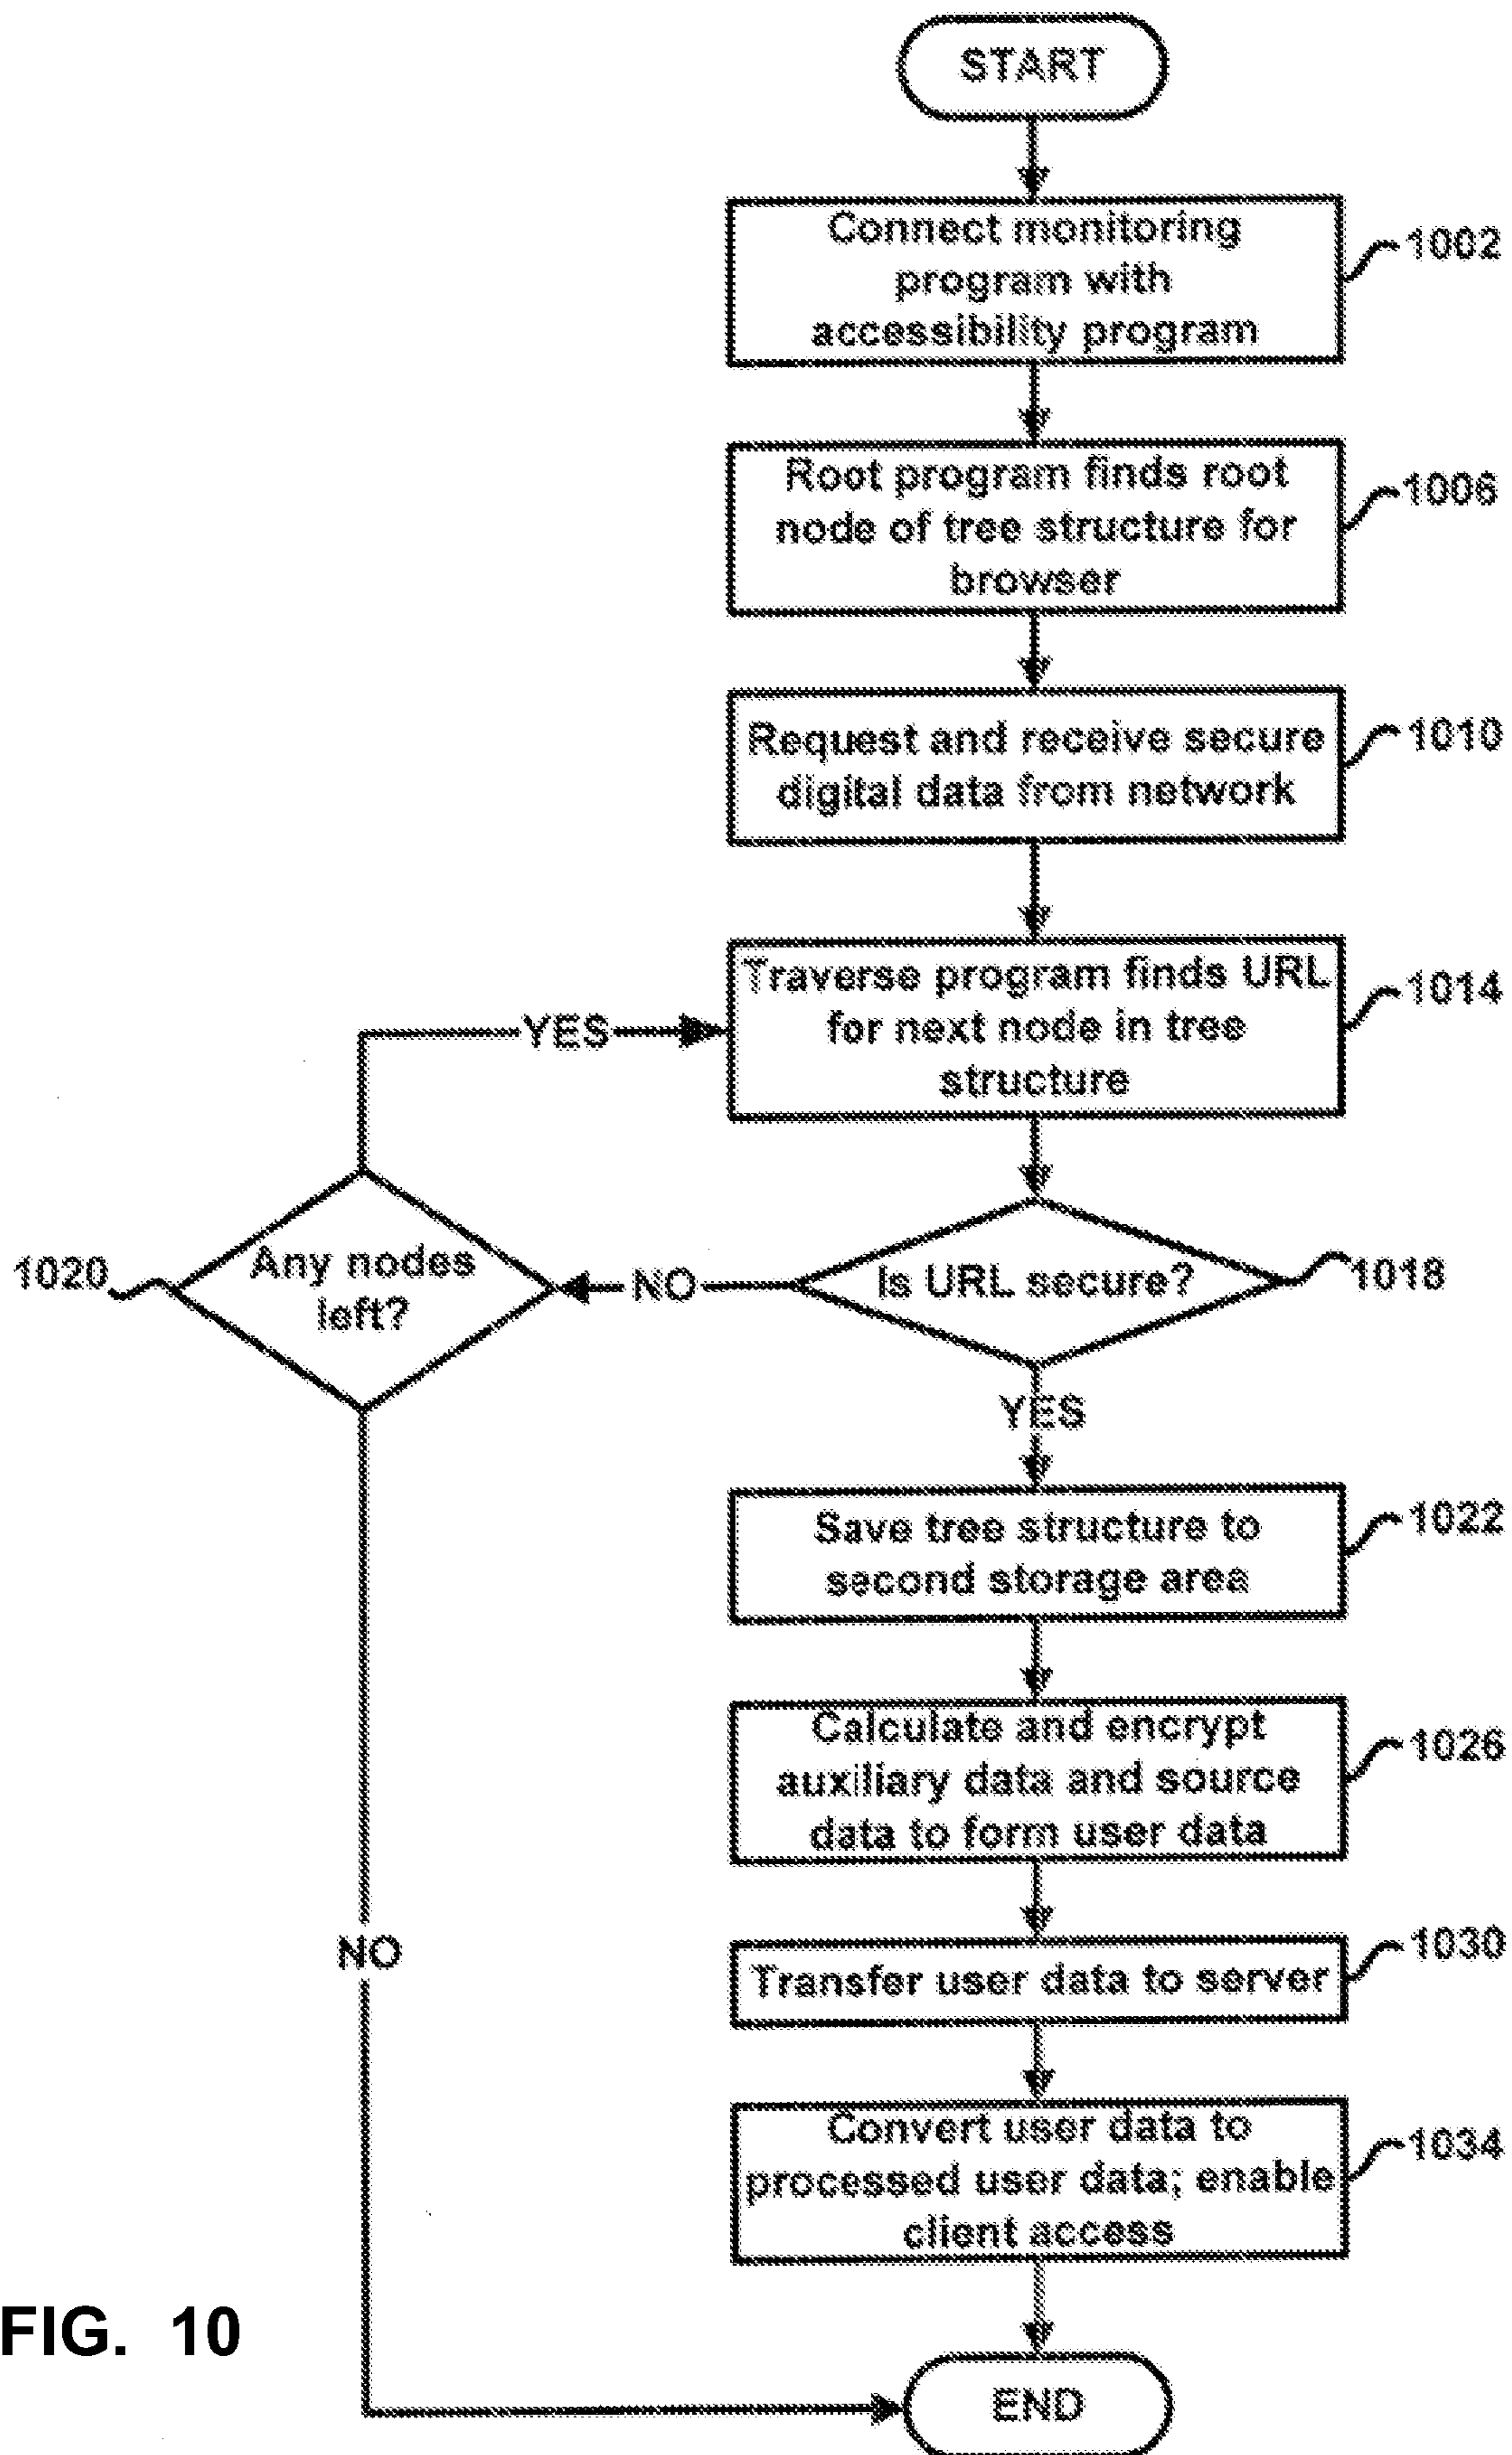 START
Connect monitoring
program with
accessibility program
1002
Root program finds root
node of tree structure for
browser
1006
Request and receive secure
digital data from network
1010
Traverse program finds URL
for next node in tree
structure
1014
YES
Any nodes
left?
1020
NO
Is URL secure?
1018
YES
Save tree structure to
second storage area
1022
Calculate and encrypt
auxiliary data and source
data to form user data
1026
NO
Transfer user data to server
1030
Convert user data to
processed user data; enable
client access
1034
FIG. 10
END